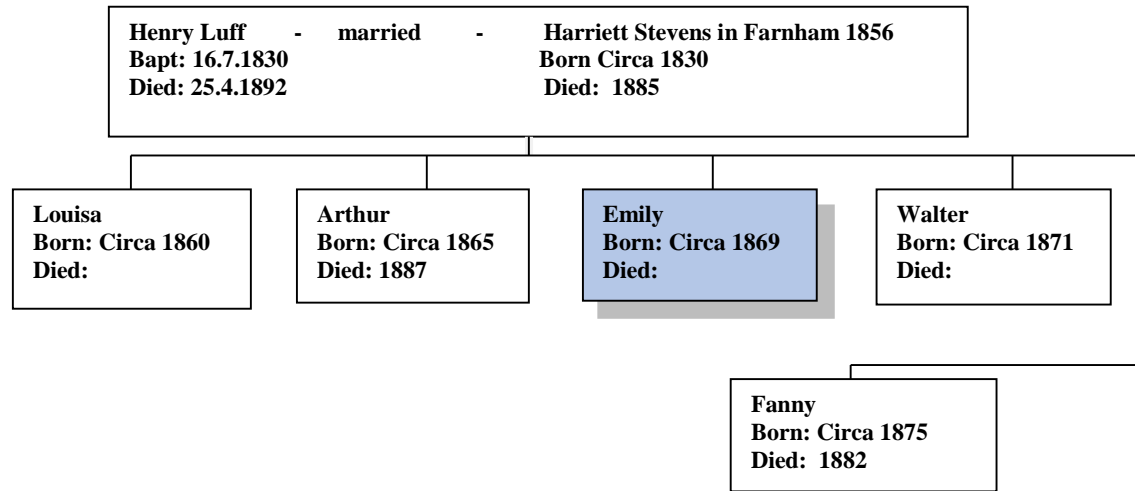 Henry Luff - married - Harriett Stevens in Farnham 1856
Bapt: 16.7.1830 Born Circa 1830
Died: 25.4.1892 Died: 1885
Louisa
Born: Circa 1860
Died:
Arthur
Born: Circa 1865
Died: 1887
Emily
Born: Circa 1869
Died:
Walter
Born: Circa 1871
Died:
Fanny
Born: Circa 1875
Died: 1882